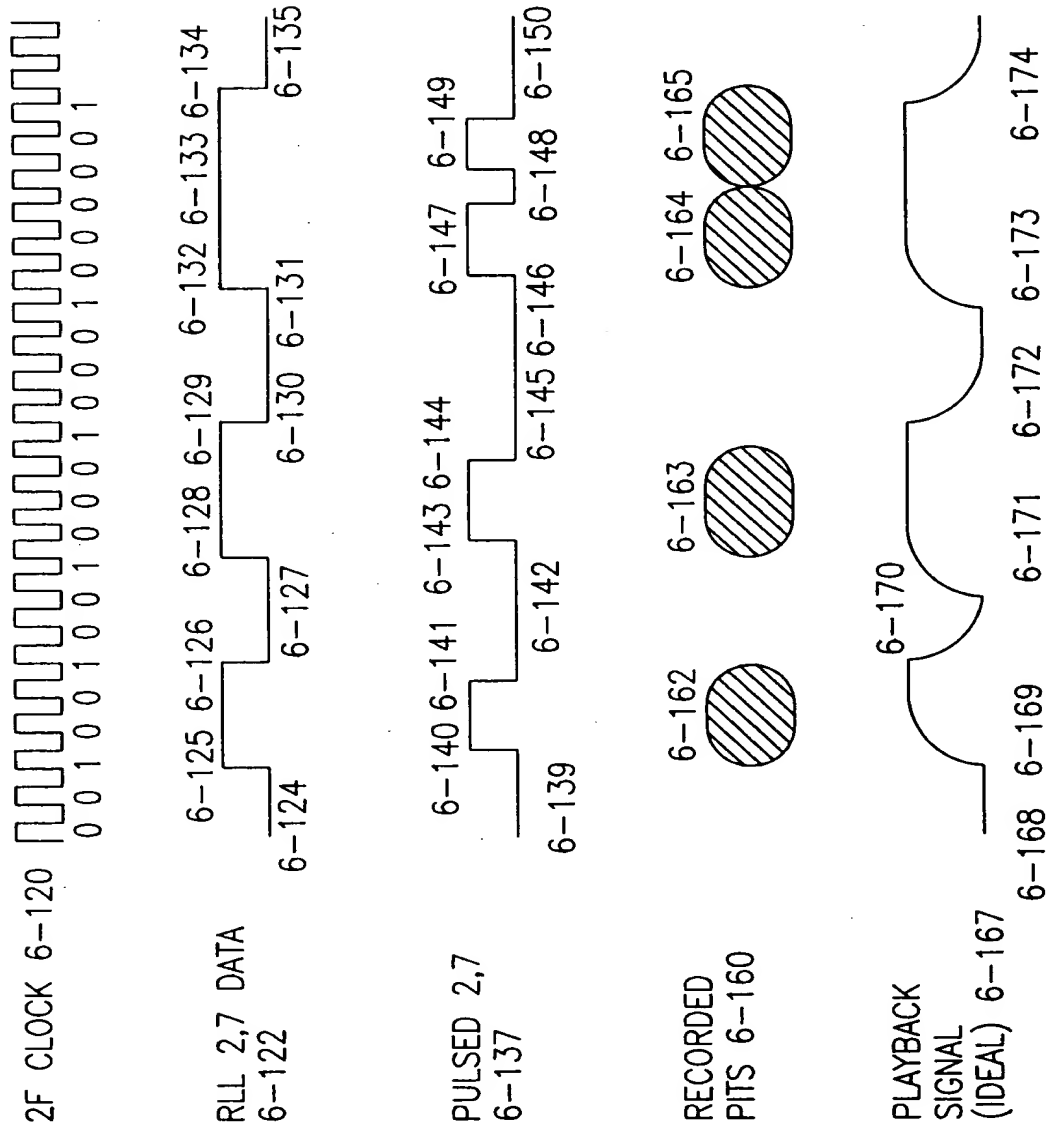 2F CLOCK 6-120
0 0 1 0 0 1 0 0 1 0 0 0 1 0 0 0 1 0 0 0 0 0 1
RLL 2,7 DATA
6-122
6-125 6-126 6-128 6-129 6-132 6-133 6-134
6-124 6-127 6-130 6-131 6-135
PULSED 2,7
6-137
6-140 6-141 6-143 6-144 6-147 6-149
6-139 6-142 6-145 6-146 6-148 6-150
RECORDED
PITS 6-160
6-162 6-163 6-164 6-165
PLAYBACK
SIGNAL
(IDEAL) 6-167
6-170
6-168 6-169 6-171 6-172 6-173 6-174